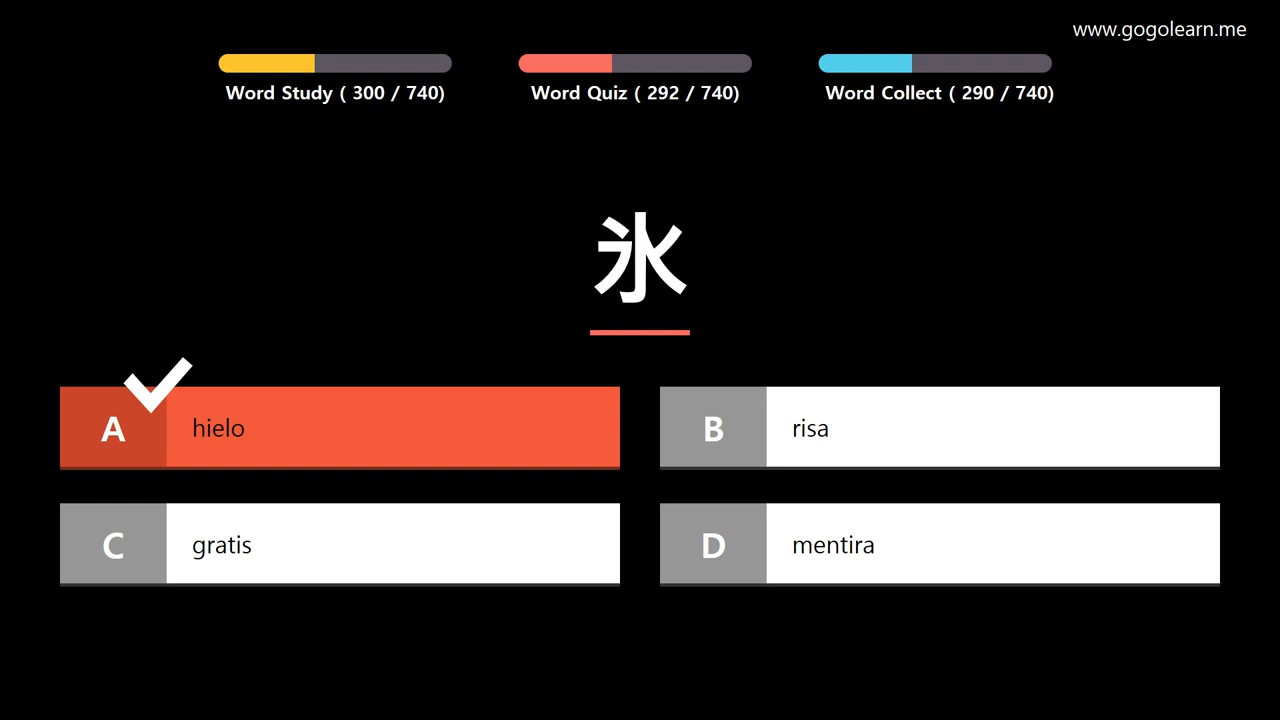 www.gogolearn.me
Word Study ( 300 / 740)
Word Quiz ( 292 / 740)
Word Collect ( 290 / 740)
氷
A hielo
B risa
C gratis
D mentira